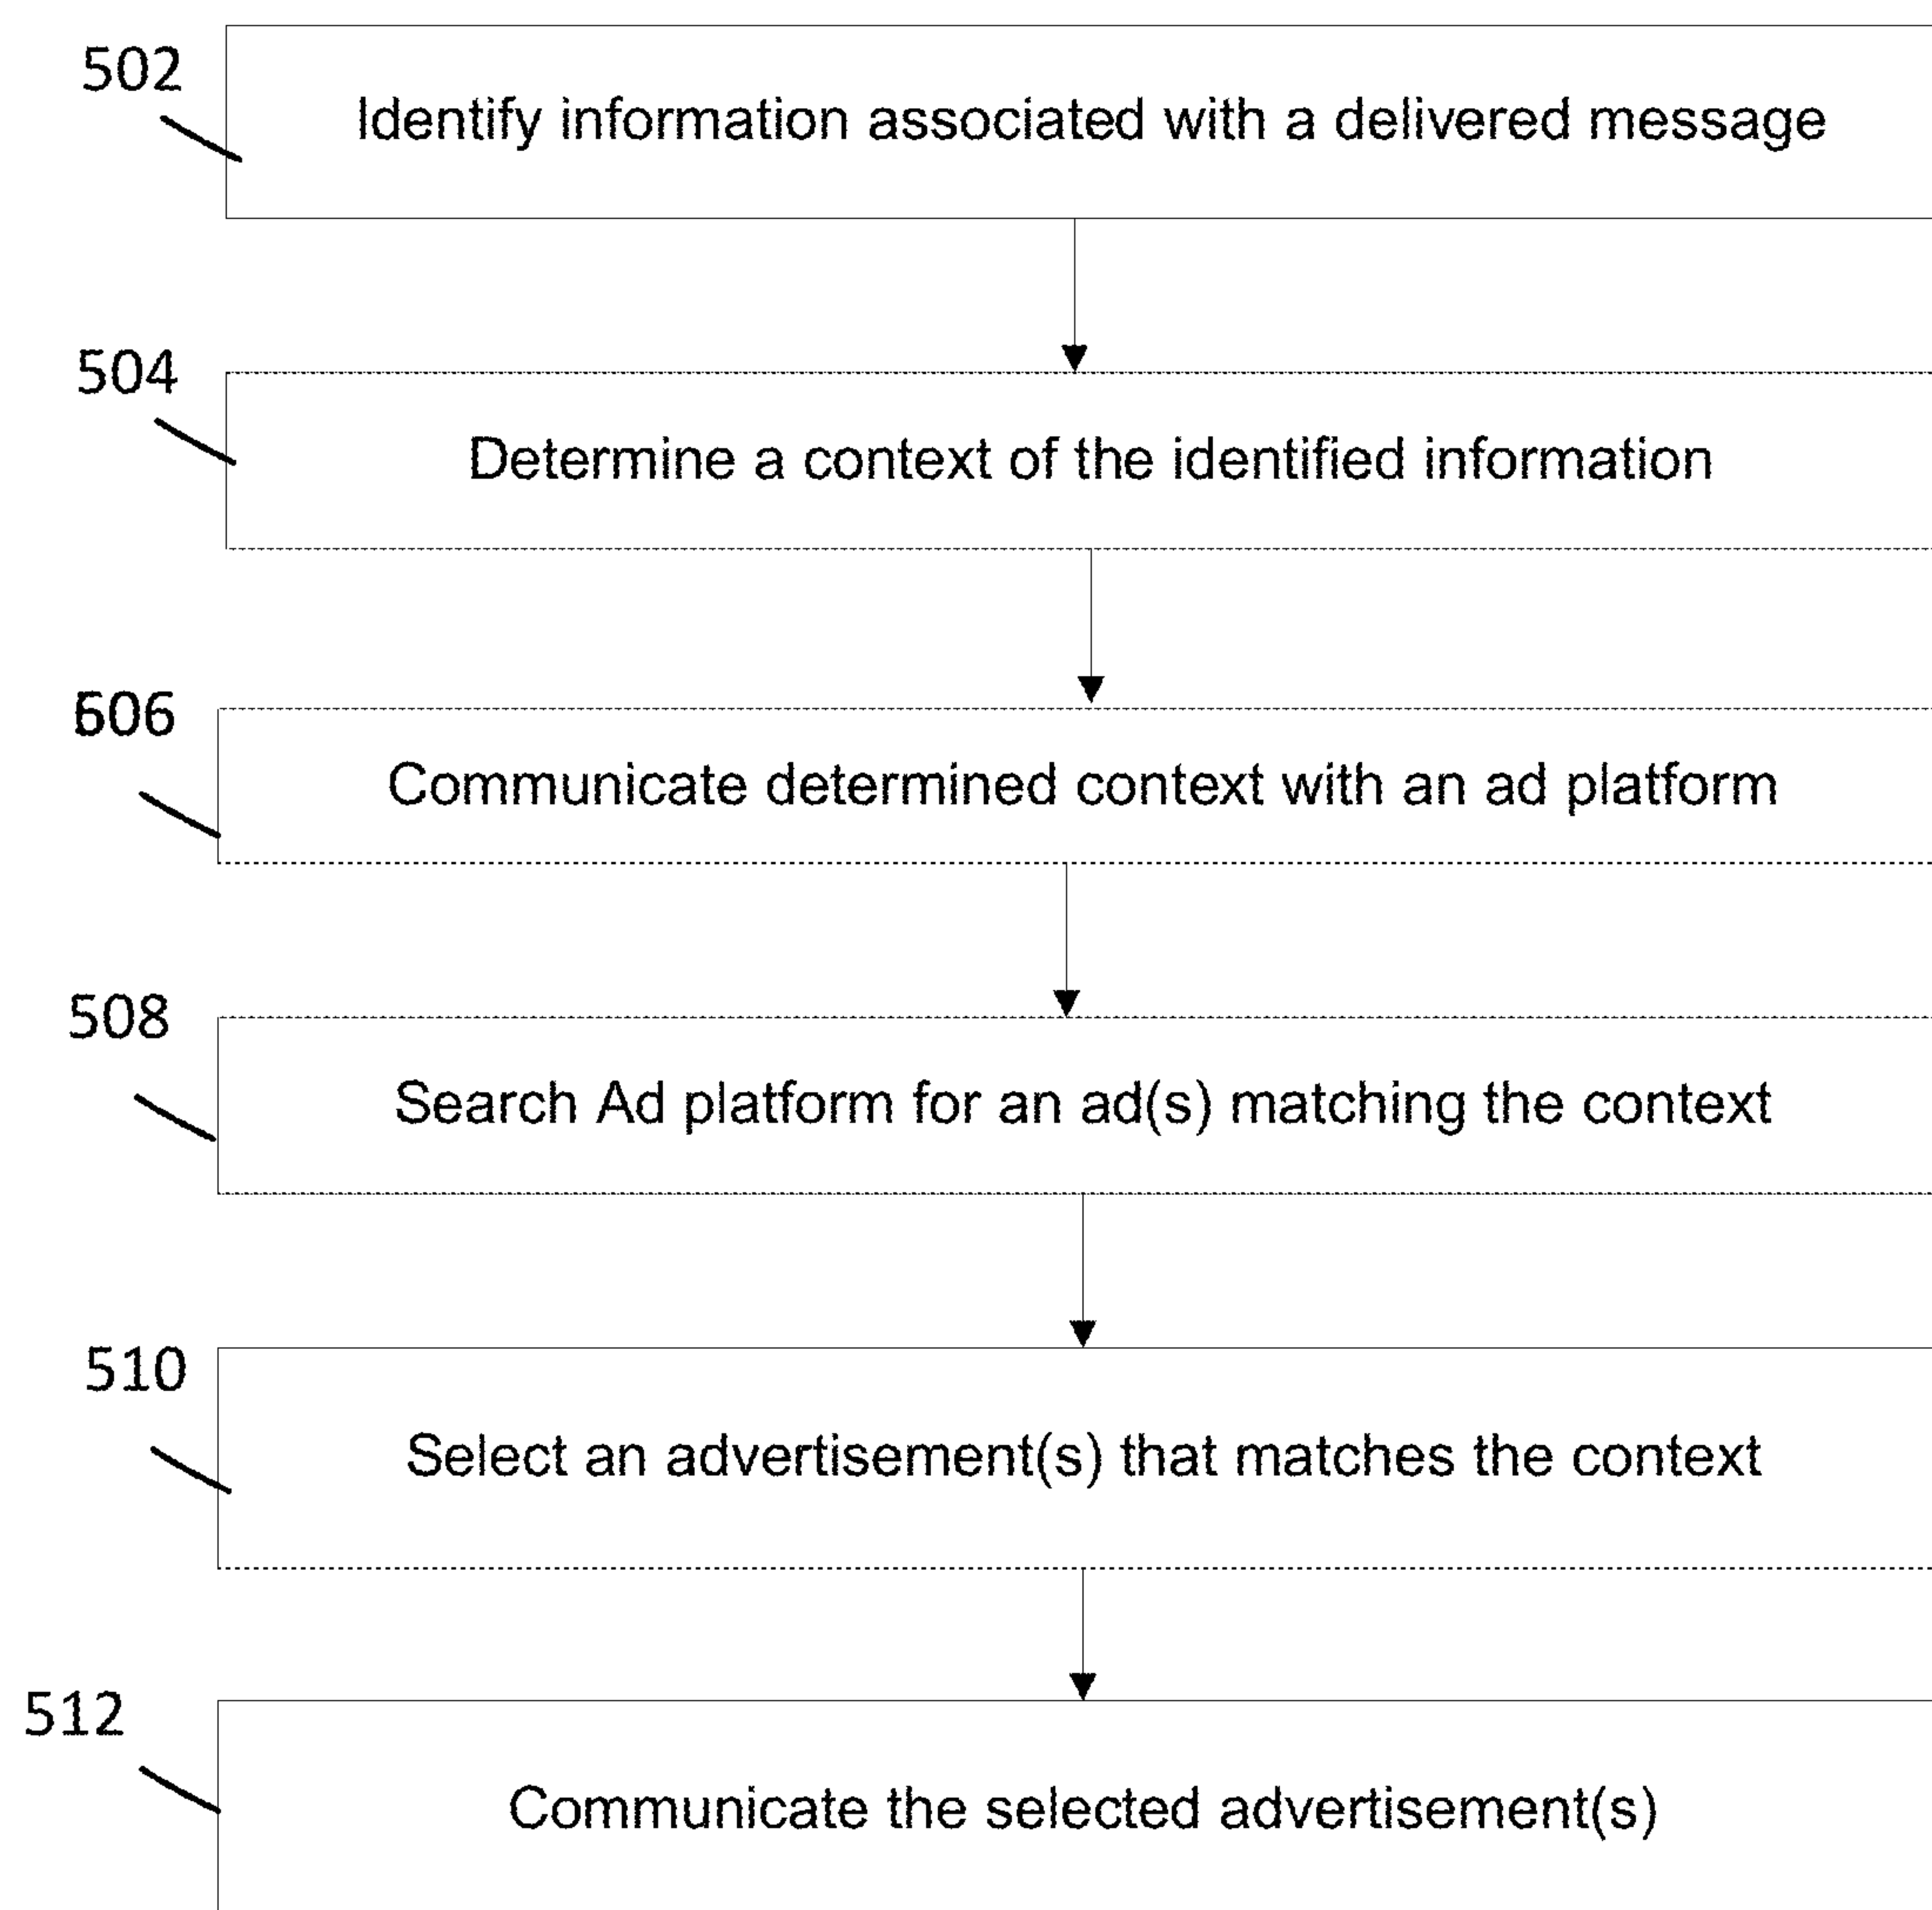 502
Identify information associated with a delivered message
504
Determine a context of the identified information
606
Communicate determined context with an ad platform
508
Search Ad platform for an ad(s) matching the context
510
Select an advertisement(s) that matches the context
512
Communicate the selected advertisement(s)